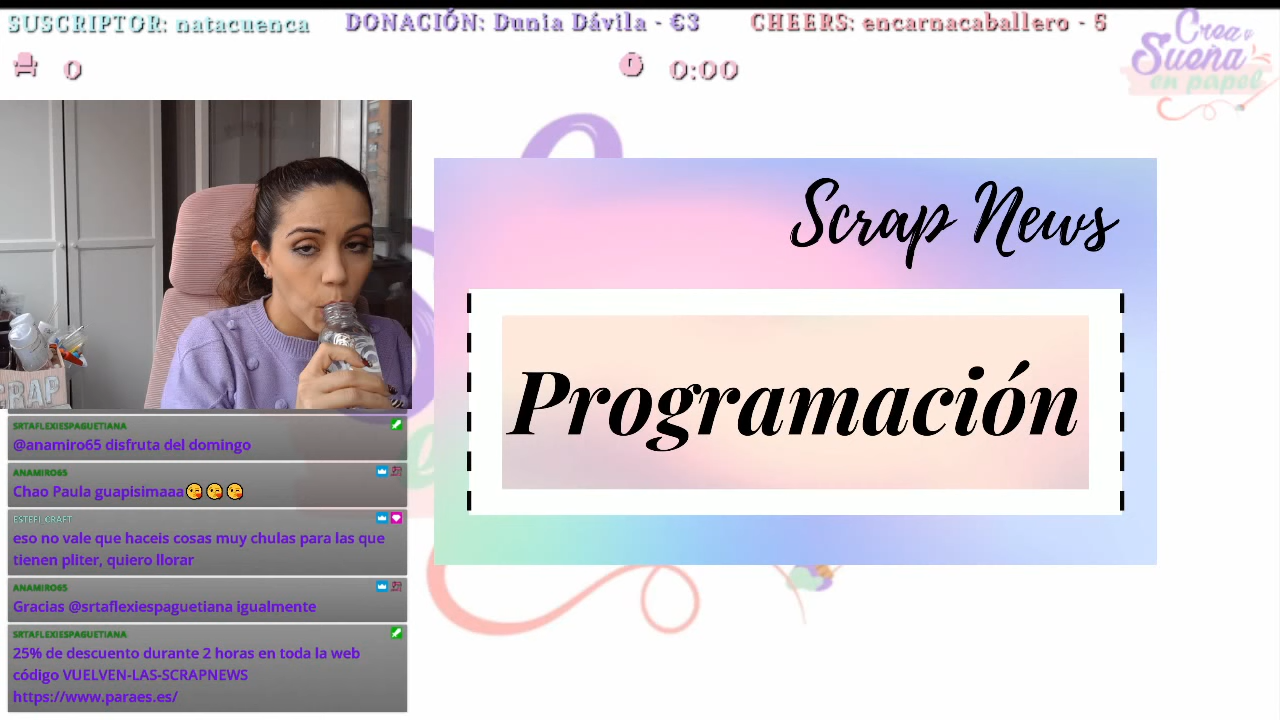 SUSCRIPTOR: natacuenca
DONACIÓN: Dunia Dávila - €3
CHEERS: encarnacaballero - 5
0
0:00
Crea y
Sueña
en papel
Scrap News
Programación
SCRAP
SRTAFLEXIESPAGUETIANA
@anamiro65 disfruta del domingo
ANAMIRO65
Chao Paula guapisimaaa
ESTEFI_CRAFT
eso no vale que haceis cosas muy chulas para las que
tienen pliter, quiero llorar
ANAMIRO65
Gracias @srtaflexiespaguetiana igualmente
SRTAFLEXIESPAGUETIANA
25% de descuento durante 2 horas en toda la web
código VUELVEN-LAS-SCRAPNEWS
https://www.paraes.es/